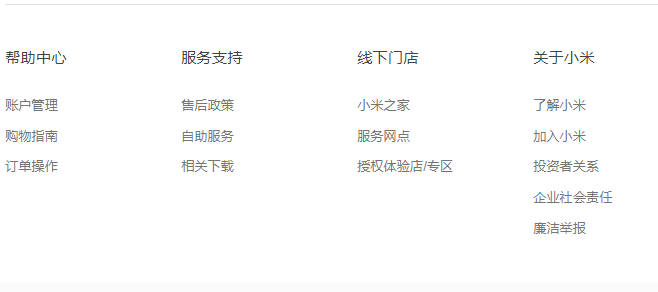 帮助中心
账户管理
购物指南
订单操作
服务支持
售后政策
自助服务
相关下载
线下门店
小米之家
服务网点
授权体验店/专区
关于小米
了解小米
加入小米
投资者关系
企业社会责任
廉洁举报